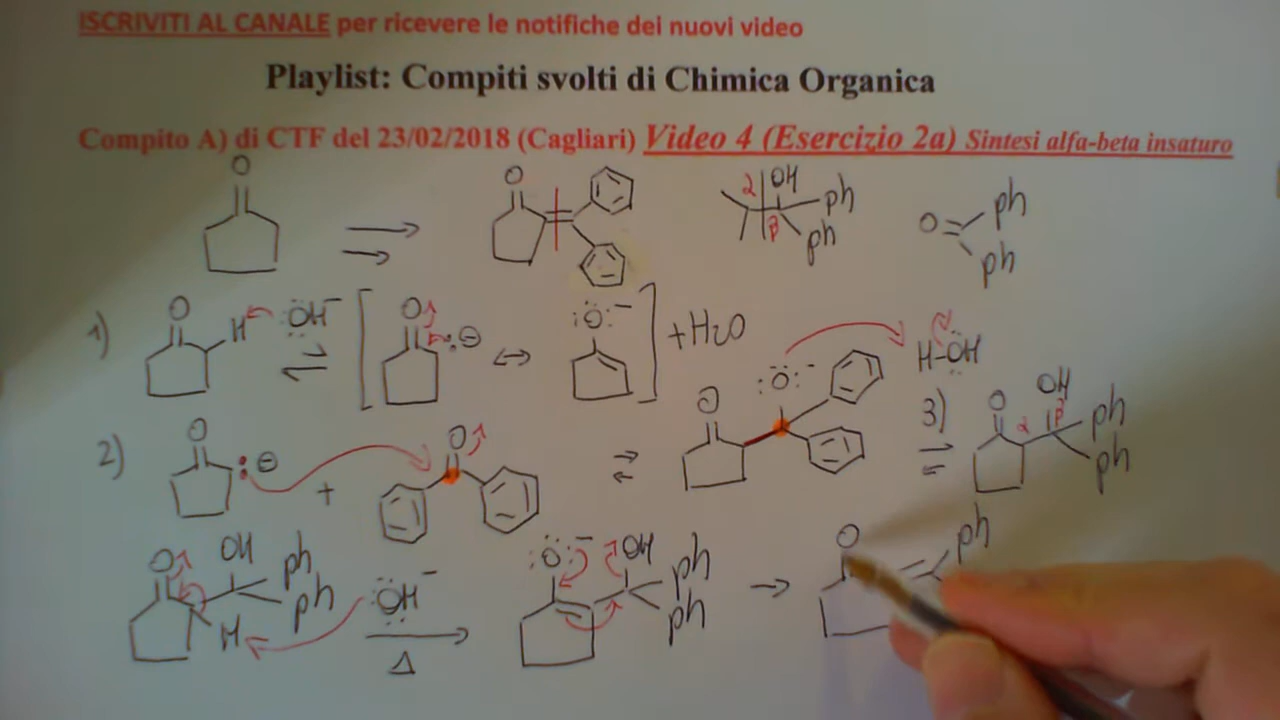 ISCRIVITI AL CANALE per ricevere le notifiche dei nuovi video
Playlist: Compiti svolti di Chimica Organica
Compito A) di CTF del 23/02/2018 (Cagliari) Video 4 (Esercizio 2a) Sintesi alfa-beta insaturo
O
O
α OH Ph
β Ph
O Ph
Ph
1) O H OH⁻ O ⊖ O⁻ + H2O
O⁻ H-OH
2) O ⊖ + O O
3) O α OH β Ph
Ph
O OH Ph
Ph
H OH⁻
Δ
O⁻ OH Ph
Ph
O Ph